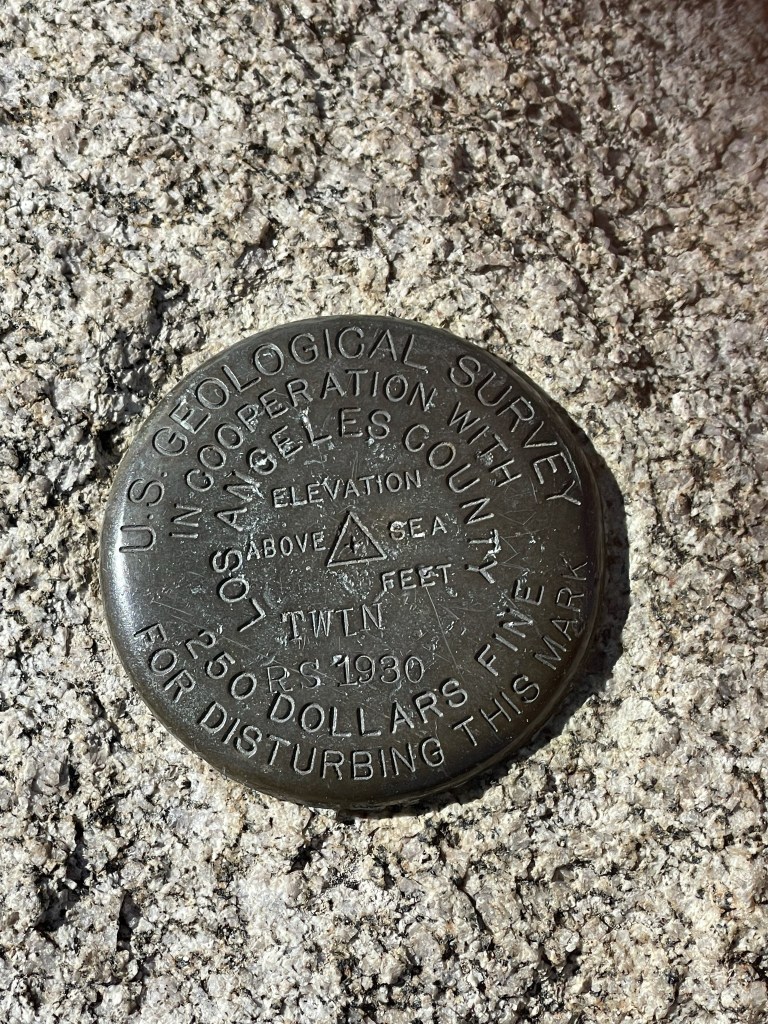 U.S. GEOLOGICAL SURVEY
IN COOPERATION WITH
LOS ANGELES COUNTY
ELEVATION
ABOVE SEA
FEET
TWIN
RS 1930
250 DOLLARS FINE
FOR DISTURBING THIS MARK